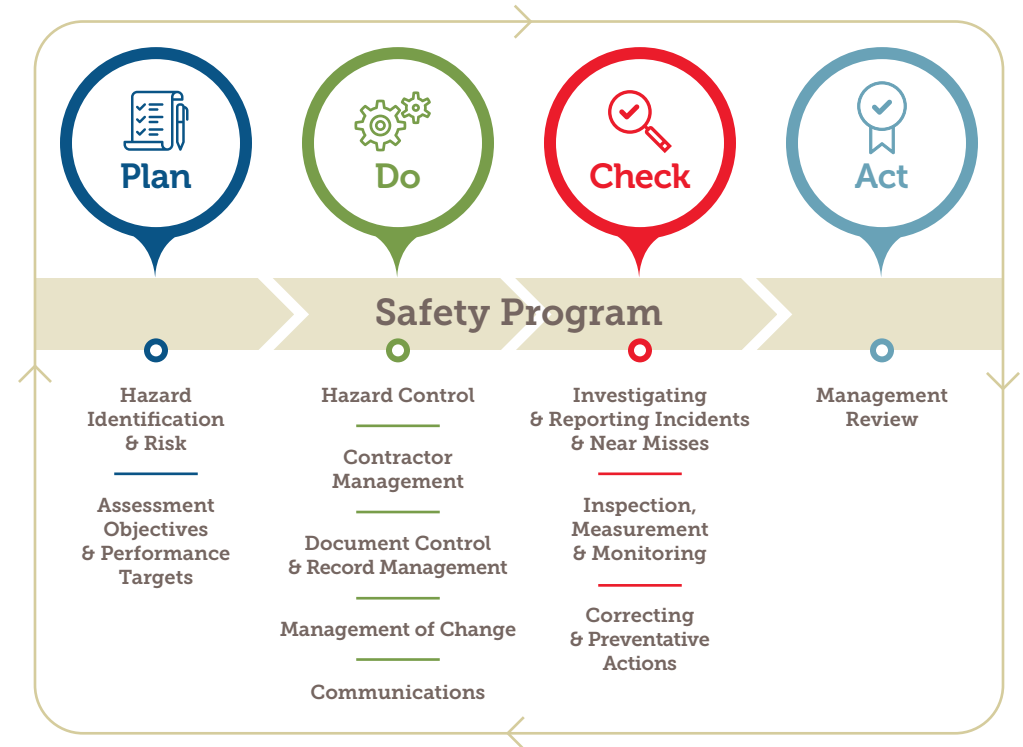 Plan
Do
Check
Act
Safety Program
Hazard
Identification
& Risk
Assessment
Objectives
& Performance
Targets
Hazard Control
Contractor
Management
Document Control
& Record Management
Management of Change
Communications
Investigating
& Reporting Incidents
& Near Misses
Inspection,
Measurement
& Monitoring
Correcting
& Preventative
Actions
Management
Review